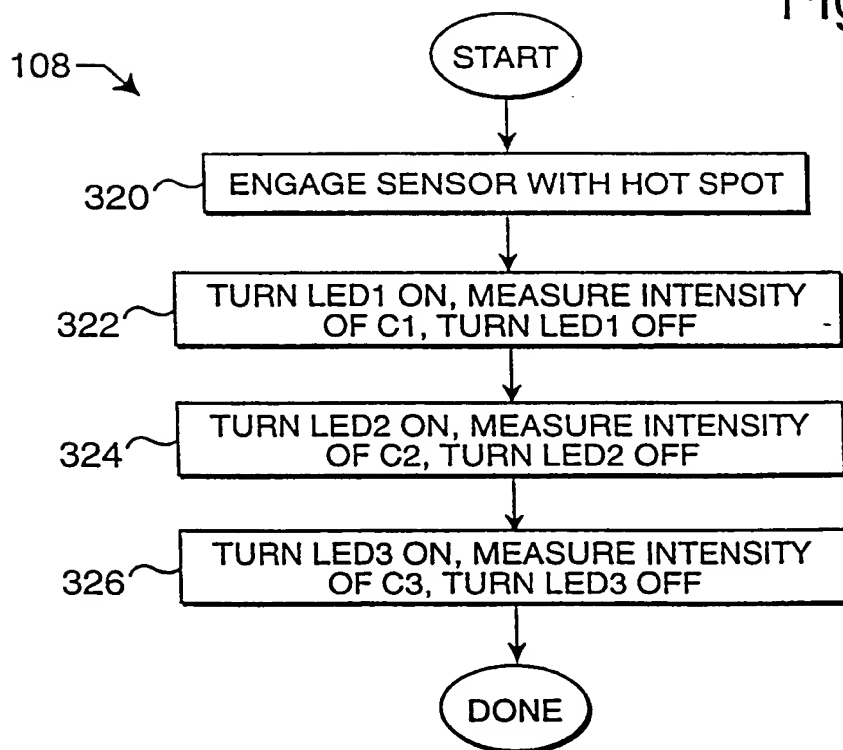 START
108
320
ENGAGE SENSOR WITH HOT SPOT
322
TURN LED1 ON, MEASURE INTENSITY
OF C1, TURN LED1 OFF
324
TURN LED2 ON, MEASURE INTENSITY
OF C2, TURN LED2 OFF
326
TURN LED3 ON, MEASURE INTENSITY
OF C3, TURN LED3 OFF
DONE